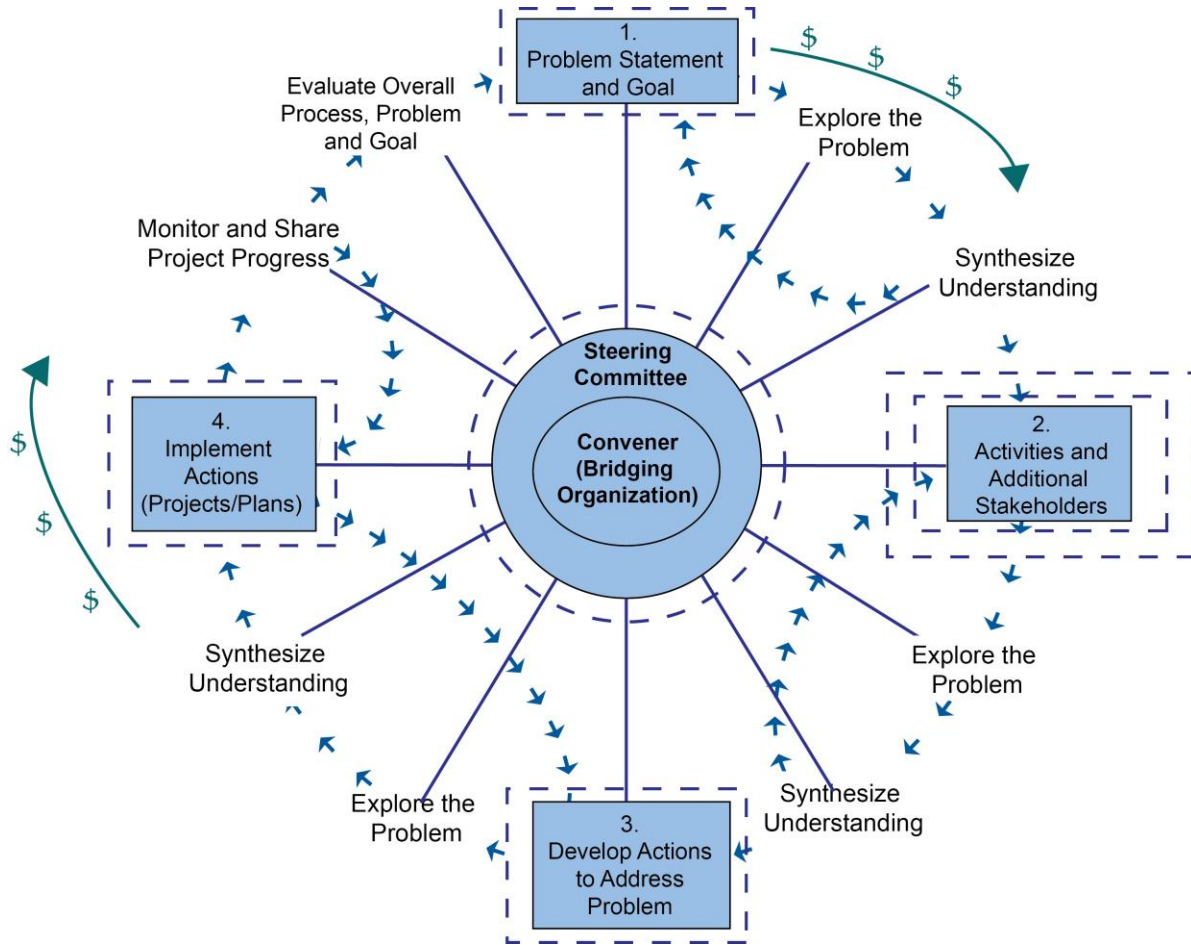 1.
Problem Statement
and Goal
$
$
$
Explore the
Problem
Synthesize
Understanding
2.
Activities and
Additional
Stakeholders
Explore the
Problem
Synthesize
Understanding
3.
Develop Actions
to Address
Problem
Explore the
Problem
Synthesize
Understanding
$
$
$
4.
Implement
Actions
(Projects/Plans)
Monitor and Share
Project Progress
Evaluate Overall
Process, Problem
and Goal
Steering
Committee
Convener
(Bridging
Organization)